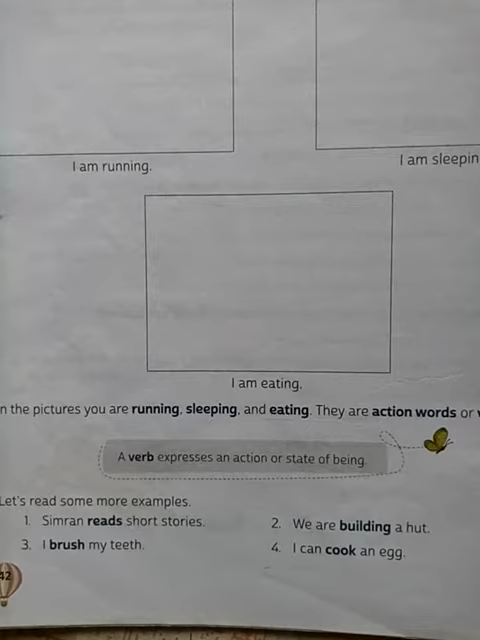 I am running.
I am sleepin
I am eating.
n the pictures you are running, sleeping, and eating. They are action words or
A verb expresses an action or state of being.
Let's read some more examples.
1. Simran reads short stories.
2. We are building a hut.
3. I brush my teeth.
4. I can cook an egg.
42